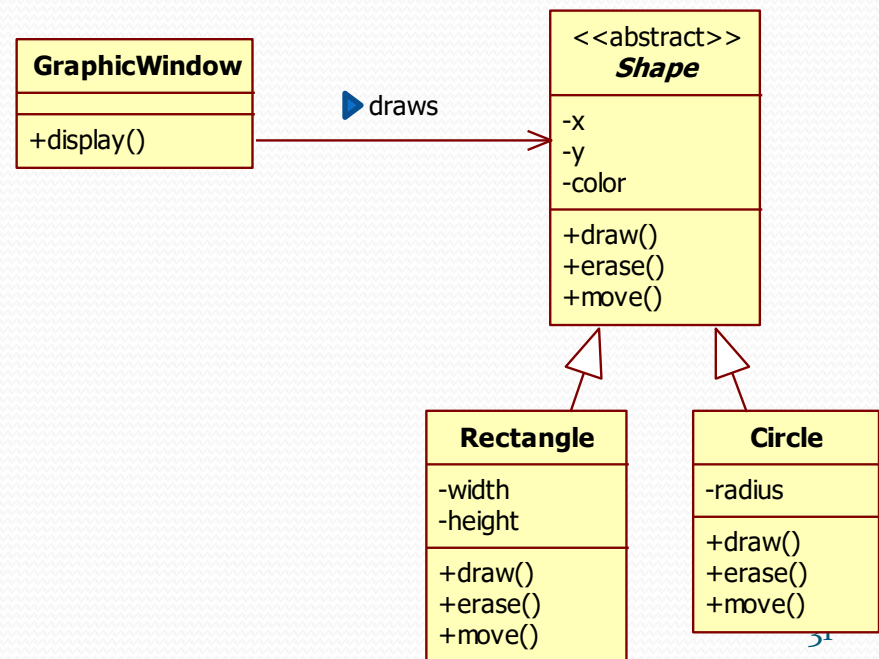 GraphicWindow
+display()
draws
<<abstract>>
Shape
-x
-y
-color
+draw()
+erase()
+move()
Rectangle
-width
-height
+draw()
+erase()
+move()
Circle
-radius
+draw()
+erase()
+move()
31